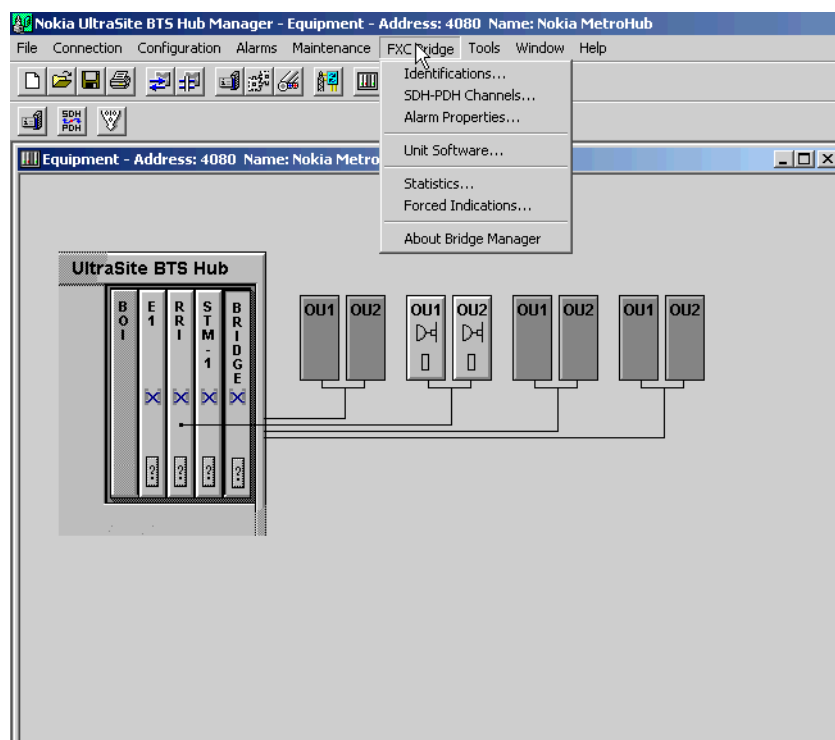 Nokia UltraSite BTS Hub Manager - Equipment - Address: 4080 Name: Nokia MetroHub
File Connection Configuration Alarms Maintenance FXC Bridge Tools Window Help
Identifications...
SDH-PDH Channels...
Alarm Properties...
Unit Software...
Statistics...
Forced Indications...
About Bridge Manager
SDH
PDH
Equipment - Address: 4080 Name: Nokia Metro
UltraSite BTS Hub
BOI
E1
RRI
STM-1
BRIDGE
OU1 OU2 OU1 OU2 OU1 OU2 OU1 OU2
? ? ? ?